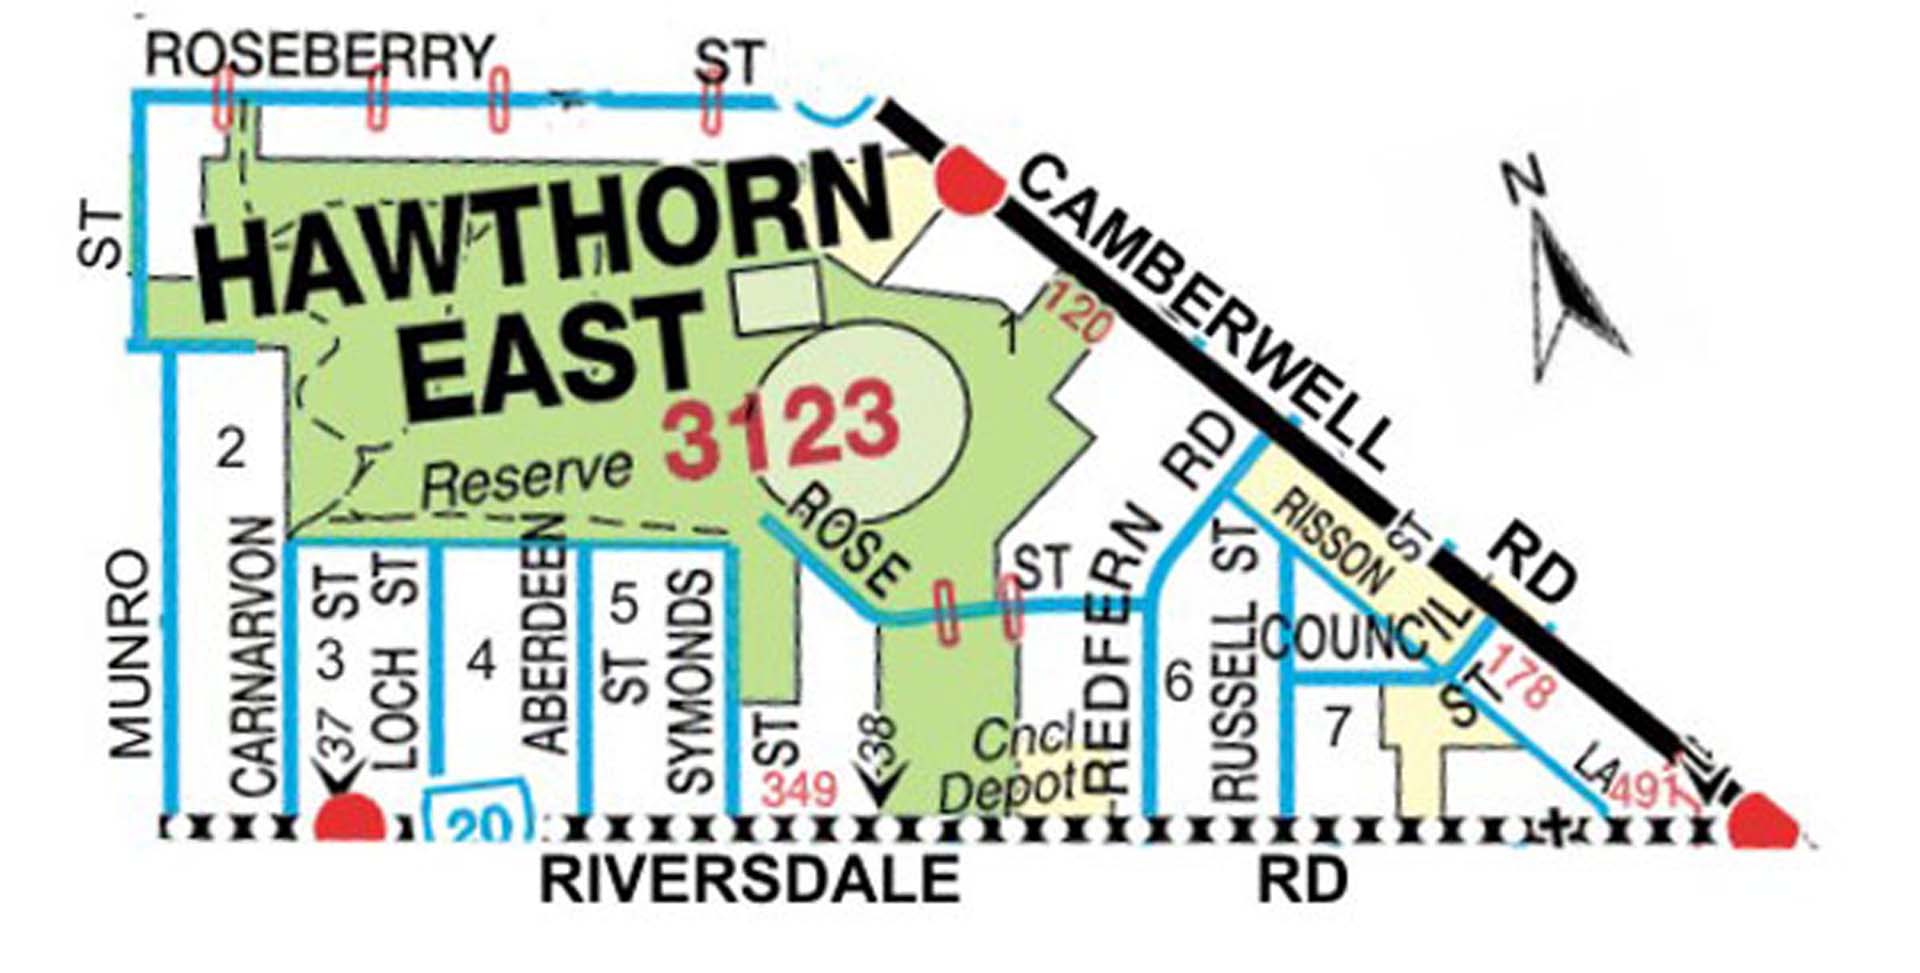 ROSEBERRY ST
N
CAMBERWELL RD
ST
HAWTHORN
EAST
3123
Reserve
1
120
2
MUNRO
CARNARVON ST
3
37
LOCH ST
4
ABERDEEN ST
5
SYMONDS ST
349
38
ROSE ST
Cncl
Depot
REDFERN RD
6
RUSSELL ST
RISSON ST
COUNCIL ST
178
7
LA
491
20
RIVERSDALE RD